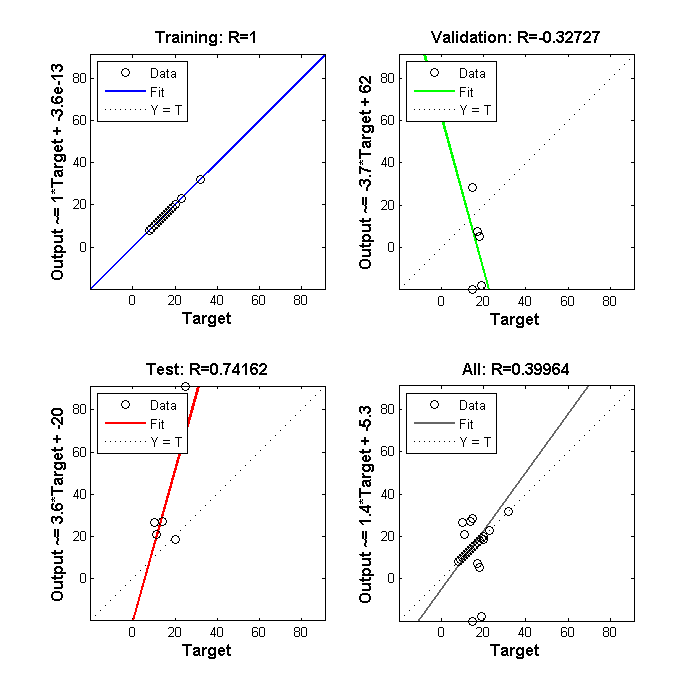 Training: R=1
Output ~= 1*Target + -3.6e-13
80
60
40
20
0
Data
Fit
Y = T
0 20 40 60 80
Target
Validation: R=-0.32727
Output ~= -3.7*Target + 62
80
60
40
20
0
Data
Fit
Y = T
0 20 40 60 80
Target
Test: R=0.74162
Output ~= 3.6*Target + -20
80
60
40
20
0
Data
Fit
Y = T
0 20 40 60 80
Target
All: R=0.39964
Output ~= 1.4*Target + -5.3
80
60
40
20
0
Data
Fit
Y = T
0 20 40 60 80
Target